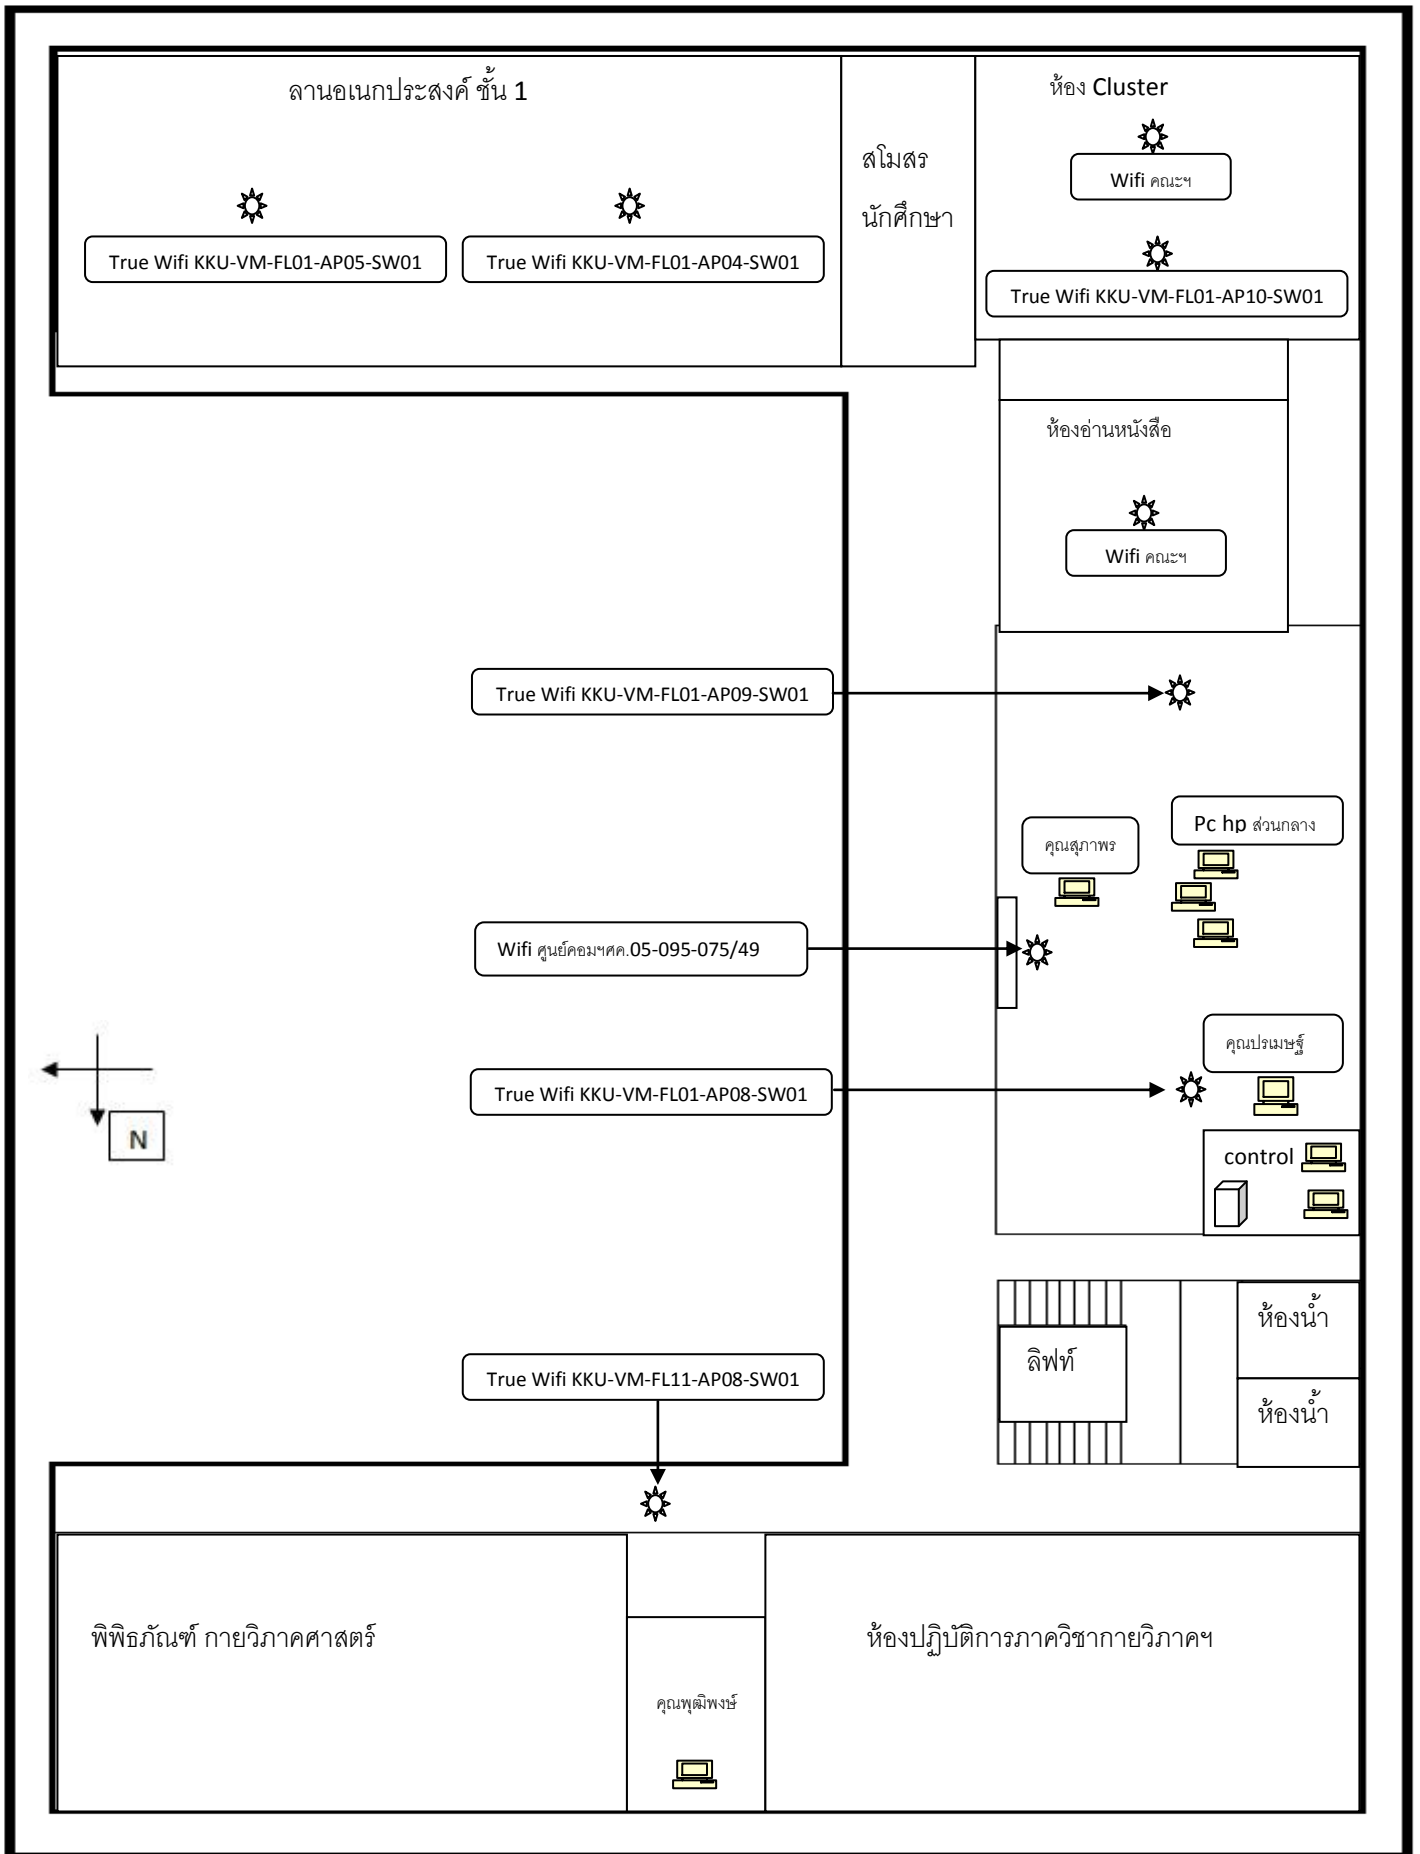 ลานอเนกประสงค์ ชั้น 1
ห้อง Cluster
สโมสร
นักศึกษา
Wifi คณะฯ
True Wifi KKU-VM-FL01-AP05-SW01
True Wifi KKU-VM-FL01-AP04-SW01
True Wifi KKU-VM-FL01-AP10-SW01
ห้องอ่านหนังสือ
Wifi คณะฯ
True Wifi KKU-VM-FL01-AP09-SW01
Pc hp ส่วนกลาง
คุณสุภาพร
Wifi ศูนย์คอมฯศค.05-095-075/49
คุณปรเมษฐ์
True Wifi KKU-VM-FL01-AP08-SW01
N
control
ห้องน้ำ
ลิฟท์
True Wifi KKU-VM-FL11-AP08-SW01
ห้องน้ำ
พิพิธภัณฑ์ กายวิภาคศาสตร์
ห้องปฏิบัติการภาควิชากายวิภาคฯ
คุณพุฒิพงษ์